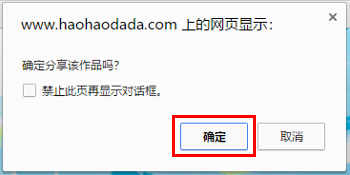 www.haohaodada.com 上的网页显示：
确定分享该作品吗?
禁止此页再显示对话框。
确定
取消